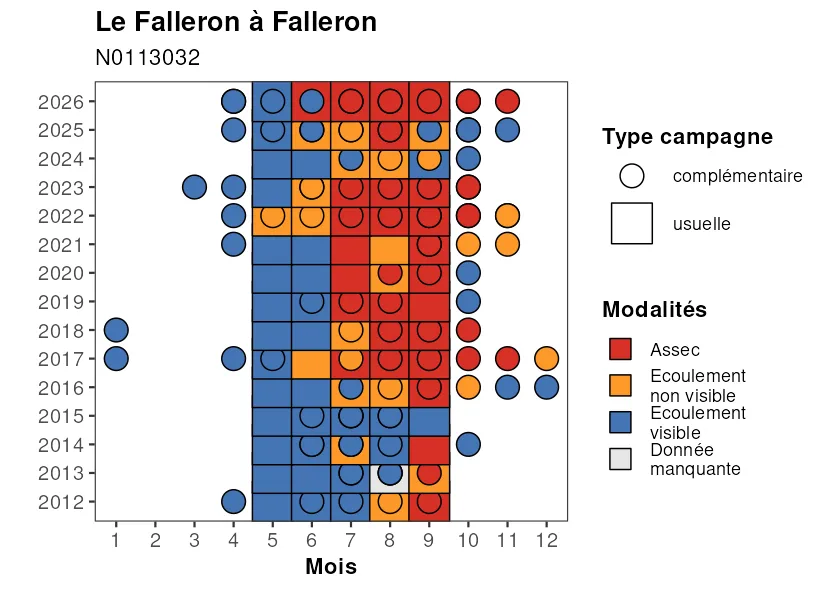 Le Falleron à Falleron
N0113032
2026
2025
2024
2023
2022
2021
2020
2019
2018
2017
2016
2015
2014
2013
2012
1 2 3 4 5 6 7 8 9 10 11 12
Mois
Type campagne
complémentaire
usuelle
Modalités
Assec
Ecoulement
non visible
Ecoulement
visible
Donnée
manquante